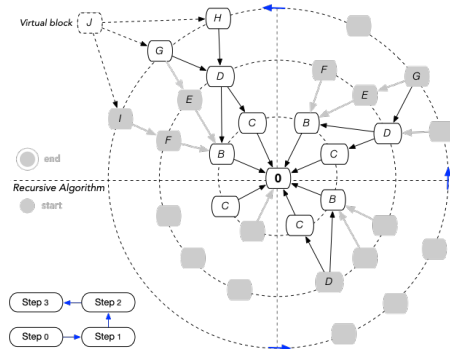 Virtual block
J
H
G
D
F
G
E
E
I
C
B
D
F
B
C
0
C
B
C
D
end
Recursive Algorithm
start
Step 3
Step 2
Step 0
Step 1